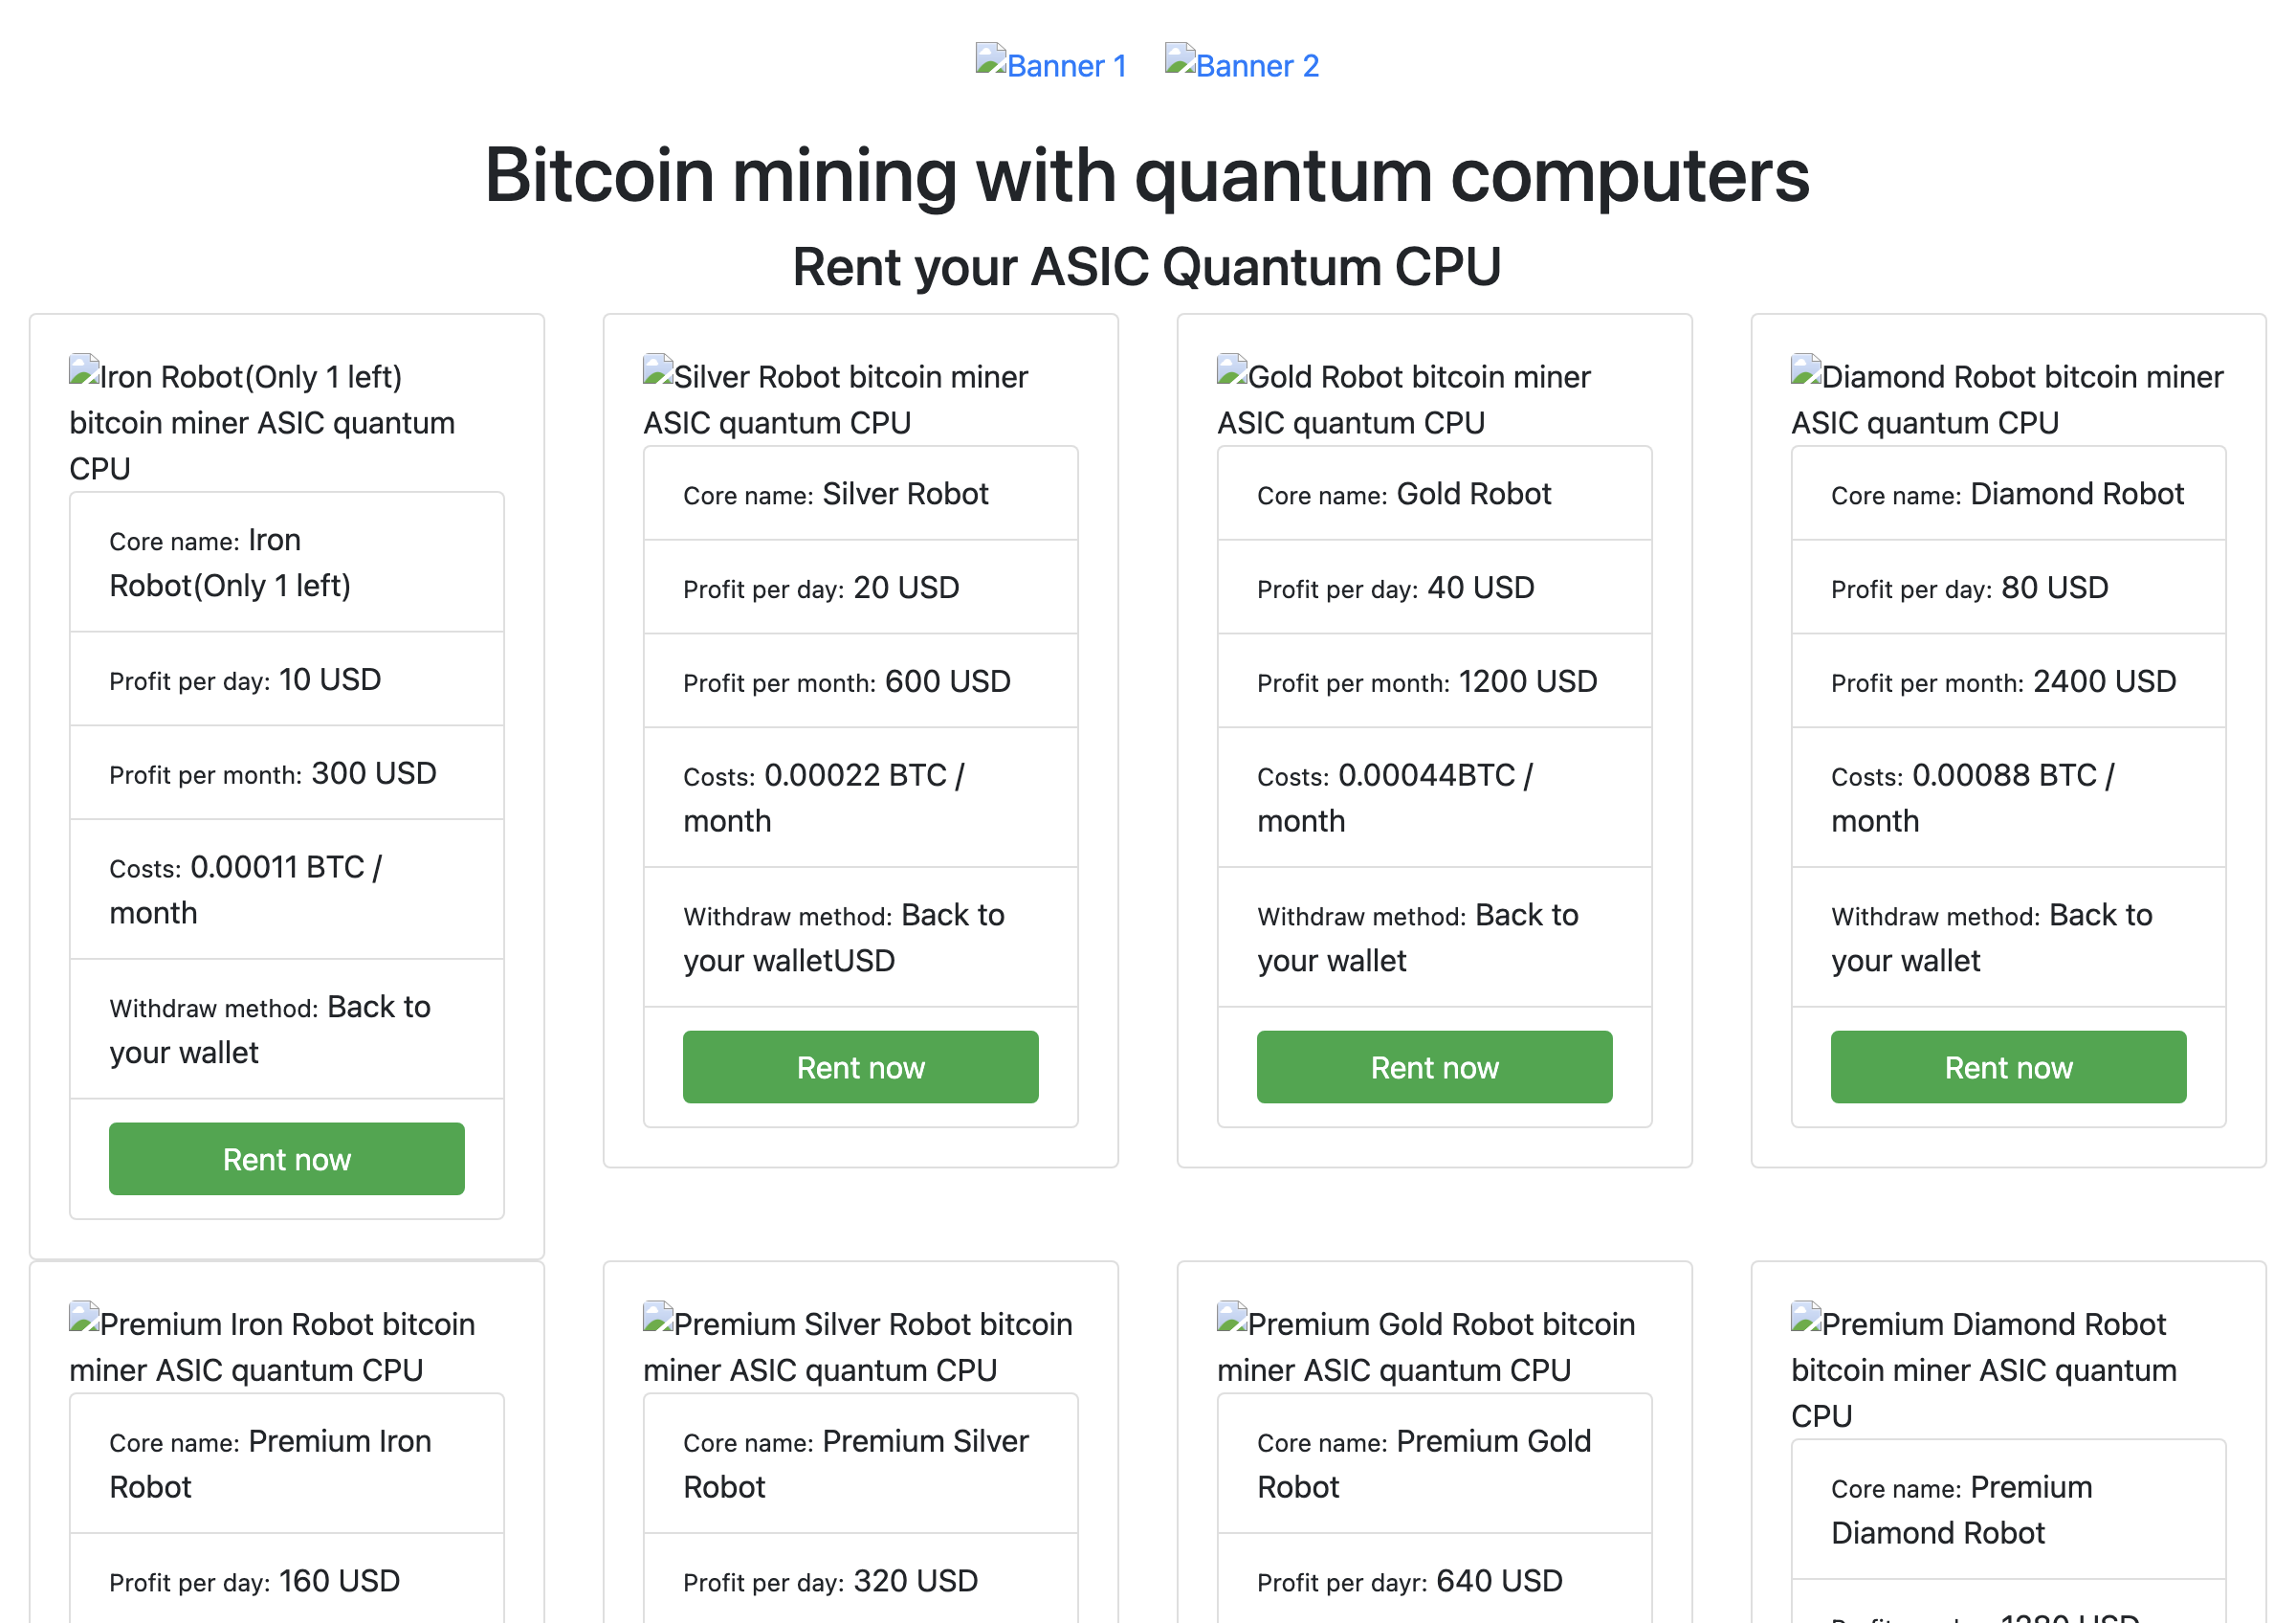 Banner 1 Banner 2
Bitcoin mining with quantum computers
Rent your ASIC Quantum CPU
Iron Robot(Only 1 left)
bitcoin miner ASIC quantum
CPU
Core name: Iron
Robot(Only 1 left)
Profit per day: 10 USD
Profit per month: 300 USD
Costs: 0.00011 BTC /
month
Withdraw method: Back to
your wallet
Rent now
Silver Robot bitcoin miner
ASIC quantum CPU
Core name: Silver Robot
Profit per day: 20 USD
Profit per month: 600 USD
Costs: 0.00022 BTC /
month
Withdraw method: Back to
your walletUSD
Rent now
Gold Robot bitcoin miner
ASIC quantum CPU
Core name: Gold Robot
Profit per day: 40 USD
Profit per month: 1200 USD
Costs: 0.00044BTC /
month
Withdraw method: Back to
your wallet
Rent now
Diamond Robot bitcoin miner
ASIC quantum CPU
Core name: Diamond Robot
Profit per day: 80 USD
Profit per month: 2400 USD
Costs: 0.00088 BTC /
month
Withdraw method: Back to
your wallet
Rent now
Premium Iron Robot bitcoin
miner ASIC quantum CPU
Core name: Premium Iron
Robot
Profit per day: 160 USD
Premium Silver Robot bitcoin
miner ASIC quantum CPU
Core name: Premium Silver
Robot
Profit per day: 320 USD
Premium Gold Robot bitcoin
miner ASIC quantum CPU
Core name: Premium Gold
Robot
Profit per dayr: 640 USD
Premium Diamond Robot
bitcoin miner ASIC quantum
CPU
Core name: Premium
Diamond Robot
1280 USD